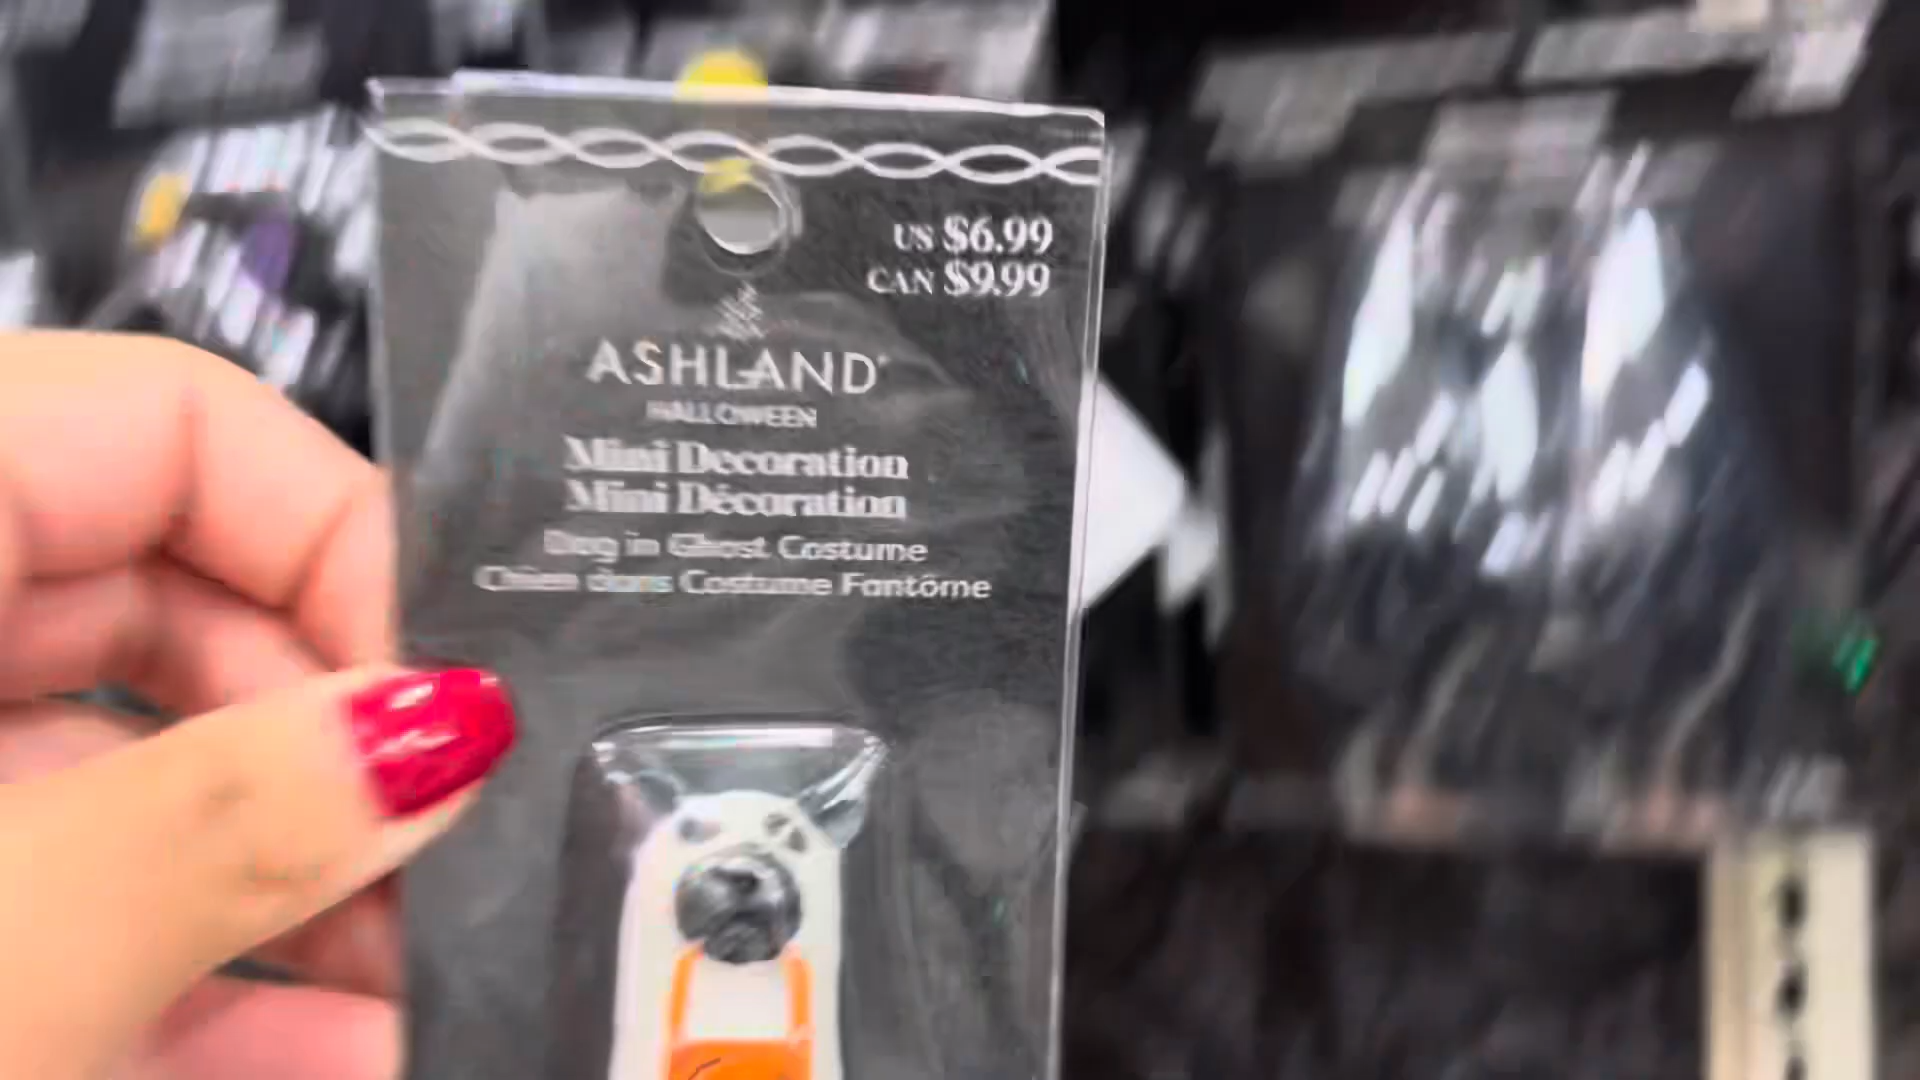 US $6.99
CAN $9.99
ASHLAND
HALLOWEEN
Mini Decoration
Mini Décoration
Dog in Ghost Costume
Chien dans Costume Fantôme